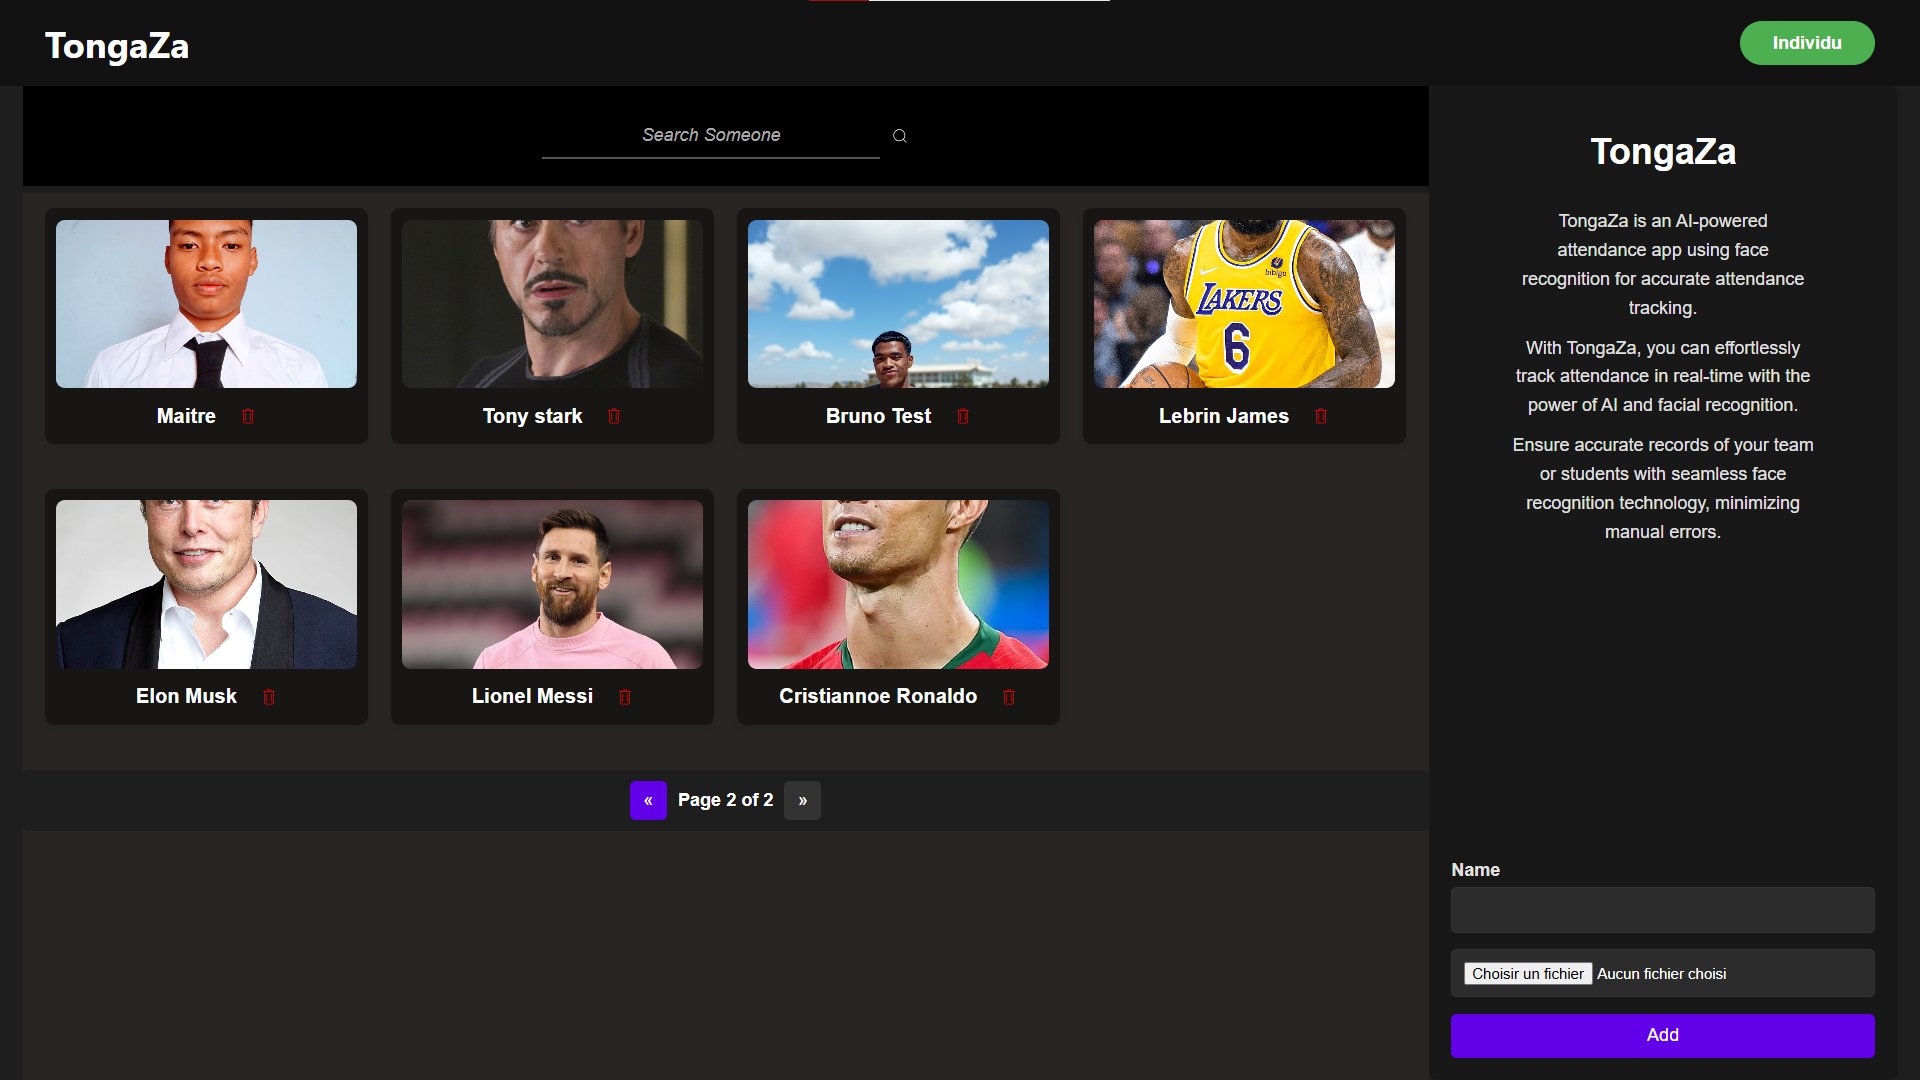 TongaZa
Individu
Search Someone
bibigo
LAKERS
6
Maitre
Tony stark
Bruno Test
Lebrin James
Elon Musk
Lionel Messi
Cristiannoe Ronaldo
« Page 2 of 2 »
TongaZa
TongaZa is an AI-powered
attendance app using face
recognition for accurate attendance
tracking.
With TongaZa, you can effortlessly
track attendance in real-time with the
power of AI and facial recognition.
Ensure accurate records of your team
or students with seamless face
recognition technology, minimizing
manual errors.
Name
Choisir un fichier Aucun fichier choisi
Add